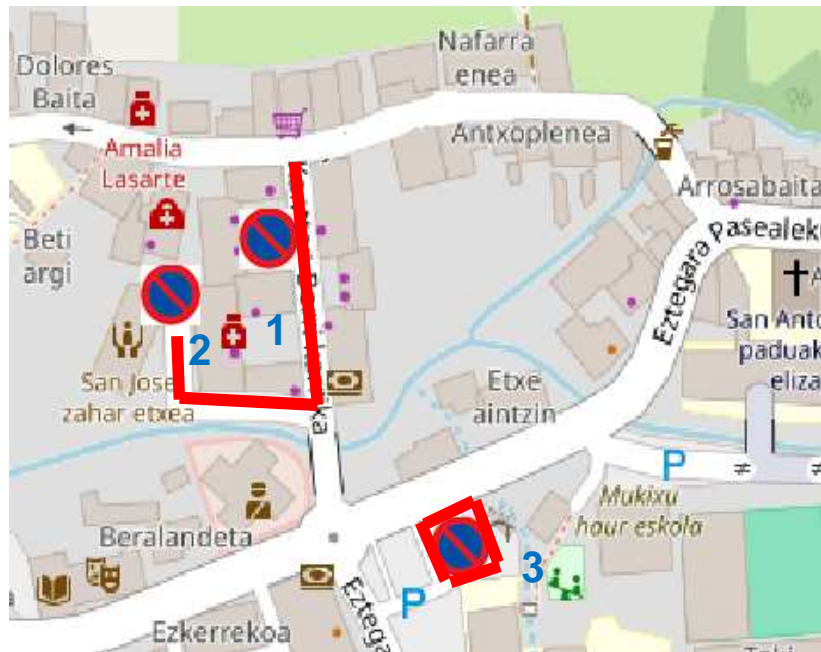 Dolores
Baita
Nafarra
enea
96
Amalia
Lasarte
Antxoplenea
Arrosabaita
Beti
argi
Eztegara Pasealeku
1
2
San Jose
zahar etxea
San Anto
paduak
eliza
Etxe
aintzin
P
Mukixu
haur eskola
Beralandeta
3
P
Ezkerrekoa
Eztega